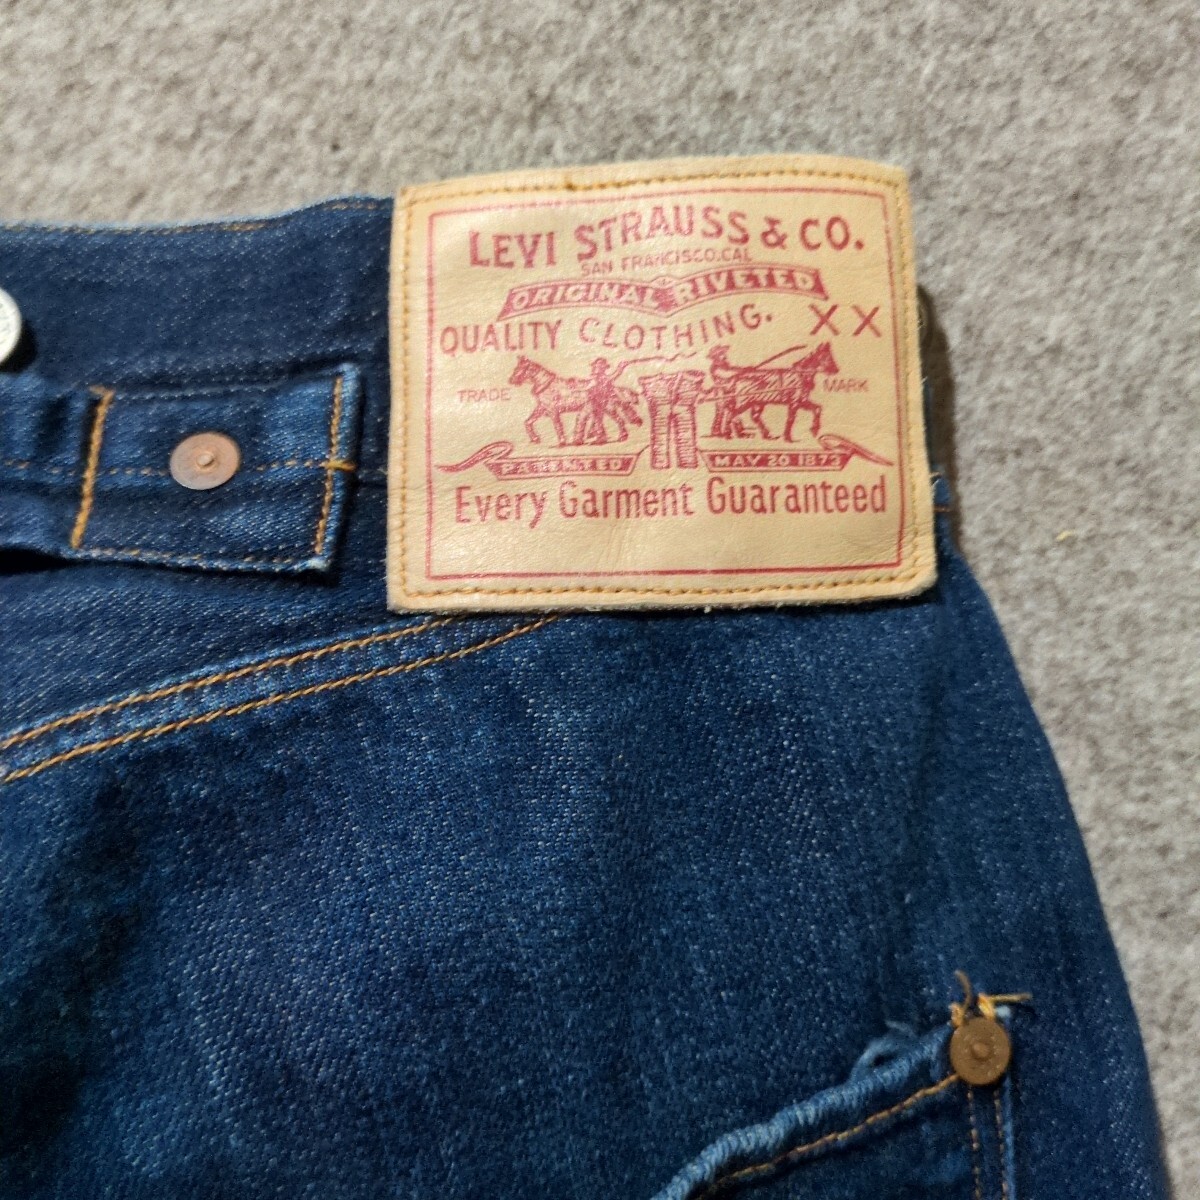 LEVI STRAUSS & CO.
SAN FRANCISCO.CAL
ORIGINAL RIVETED
QUALITY CLOTHING. XX
TRADE MARK
PATENTED MAY 20 1873
Every Garment Guaranteed